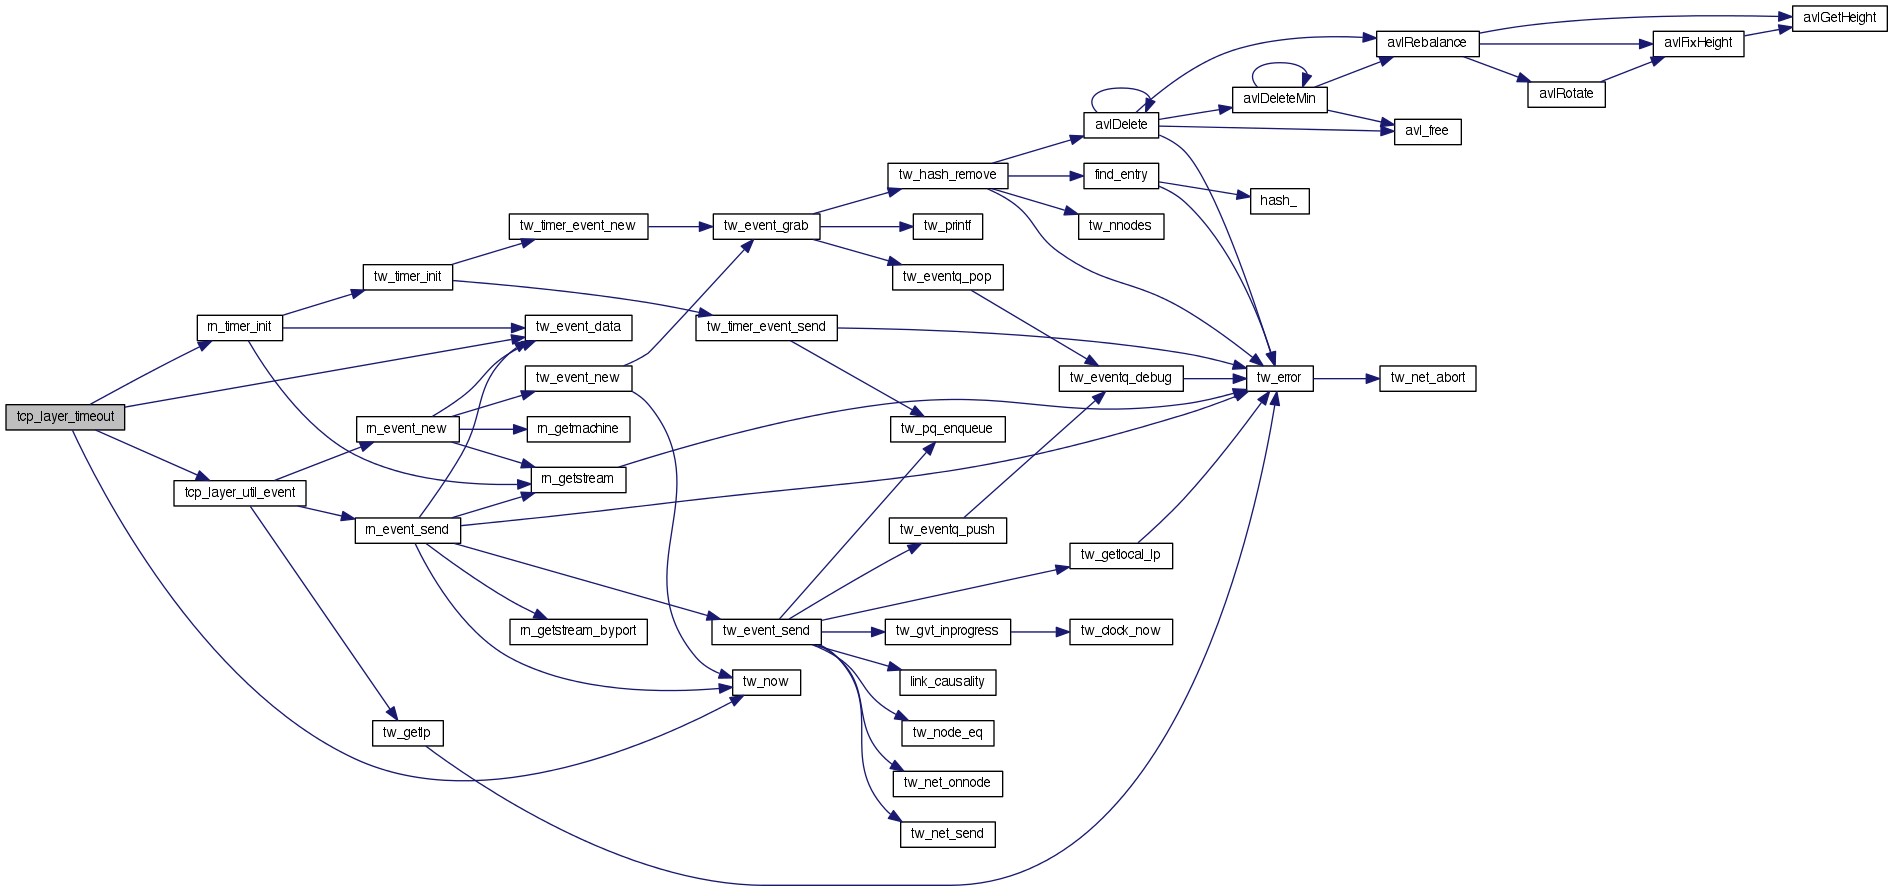 avlGetHeight
avlRebalance
avlFixHeight
avlDeleteMin
avlRotate
avlDelete
avl_free
tw_hash_remove
find_entry
hash_
tw_timer_event_new
tw_event_grab
tw_printf
tw_nnodes
tw_timer_init
tw_eventq_pop
rn_timer_init
tw_event_data
tw_timer_event_send
tw_event_new
tw_eventq_debug
tw_error
tw_net_abort
tcp_layer_timeout
rn_event_new
rn_getmachine
tw_pq_enqueue
rn_getstream
tcp_layer_util_event
rn_event_send
tw_eventq_push
tw_getlocal_lp
rn_getstream_byport
tw_event_send
tw_gvt_inprogress
tw_clock_now
tw_now
link_causality
tw_getlp
tw_node_eq
tw_net_onnode
tw_net_send